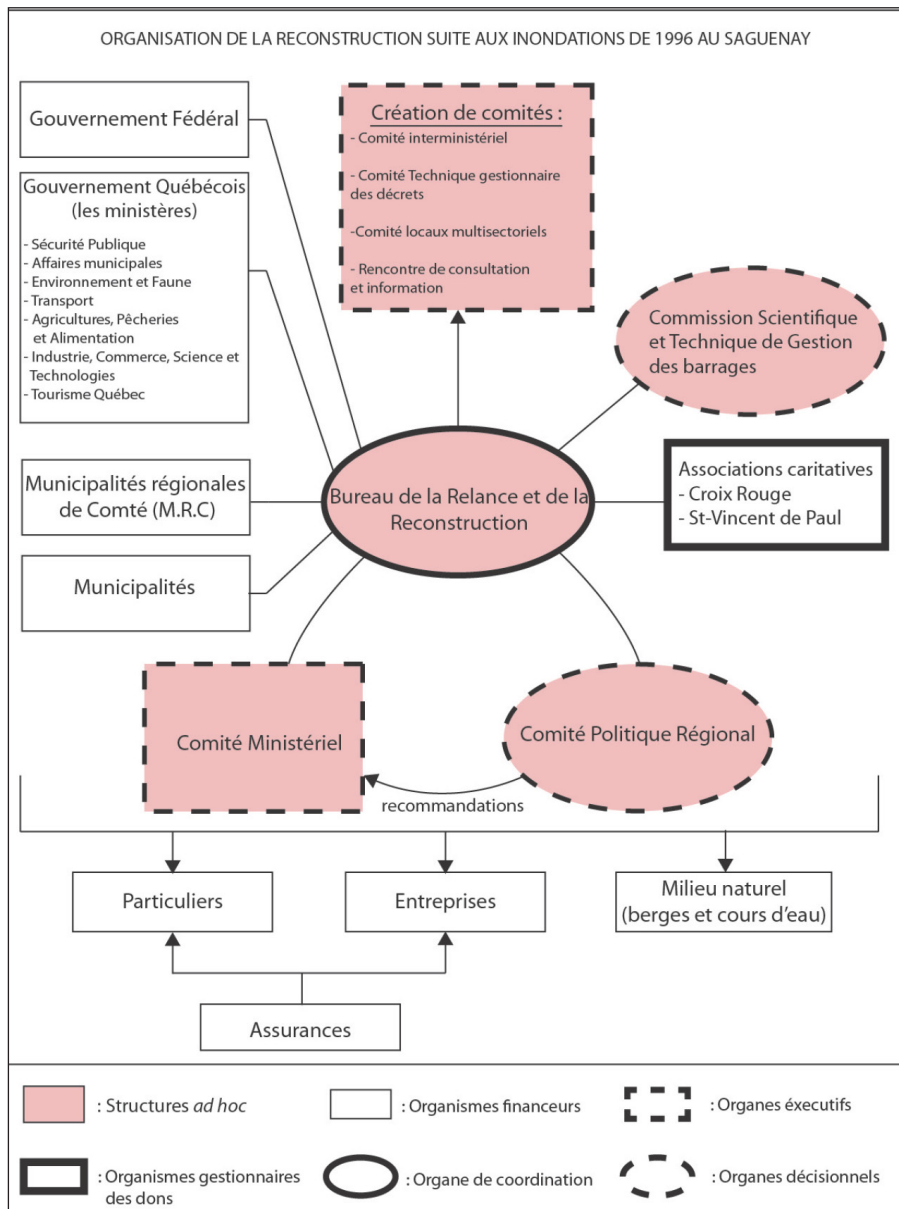 ORGANISATION DE LA RECONSTRUCTION SUITE AUX INONDATIONS DE 1996 AU SAGUENAY
Gouvernement Fédéral
Gouvernement Québécois
(les ministères)
- Sécurité Publique
- Affaires municipales
- Environnement et Faune
- Transport
- Agricultures, Pêcheries
et Alimentation
- Industrie, Commerce, Science et
Technologies
- Tourisme Québec
Municipalités régionales
de Comté (M.R.C)
Municipalités
Création de comités :
- Comité interministériel
- Comité Technique gestionnaire
des décrets
-Comité locaux multisectoriels
- Rencontre de consultation
et information
Commission Scientifique
et Technique de Gestion
des barrages
Bureau de la Relance et de la
Reconstruction
Associations caritatives
- Croix Rouge
- St-Vincent de Paul
Comité Ministériel
Comité Politique Régional
recommandations
Particuliers
Entreprises
Milieu naturel
(berges et cours d'eau)
Assurances
: Structures ad hoc
: Organismes financeurs
: Organes éxecutifs
: Organismes gestionnaires
des dons
: Organe de coordination
: Organes décisionnels